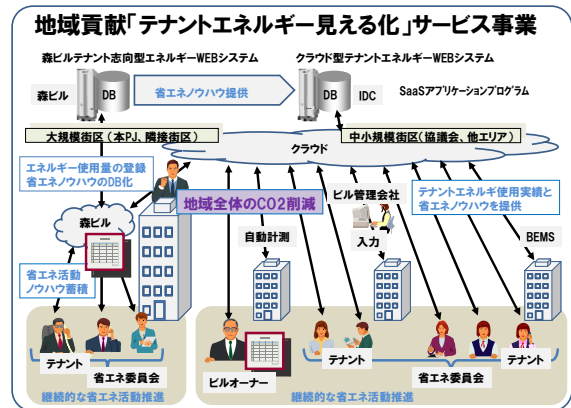 地域貢献「テナントエネルギー見える化」サービス事業
森ビルテナント志向型エネルギーWEBシステム
クラウド型テナントエネルギーWEBシステム
森ビル
DB
省エネノウハウ提供
DB
IDC
SaaSアプリケーションプログラム
大規模街区（本PJ、隣接街区）
クラウド
中小規模街区（協議会、他エリア）
エネルギー使用量の登録
省エネノウハウのDB化
地域全体のCO2削減
ビル管理会社
テナントエネルギ使用実績と
省エネノウハウを提供
森ビル
自動計測
入力
BEMS
省エネ活動
ノウハウ蓄積
テナント
省エネ委員会
継続的な省エネ活動推進
ビルオーナー
テナント
省エネ委員会
テナント
継続的な省エネ活動推進